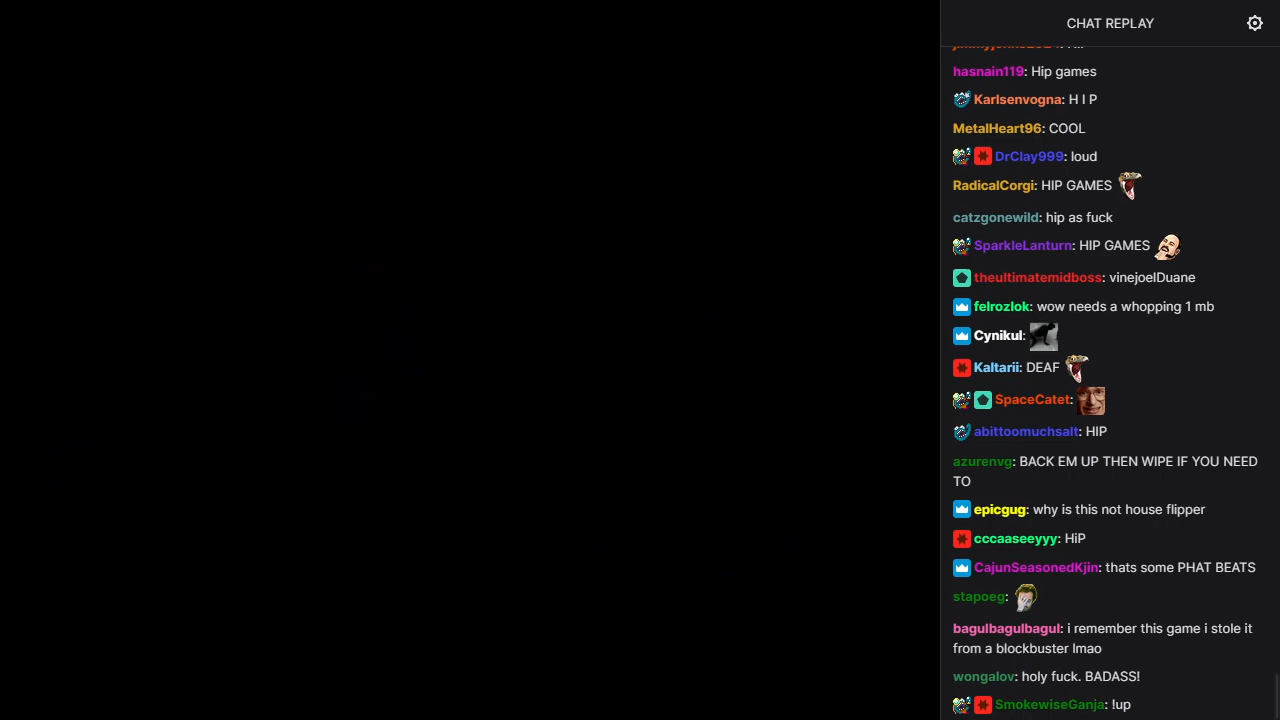 CHAT REPLAY
hasnain119: Hip games
Karlsenvogna: H I P
MetalHeart96: COOL
DrClay999: loud
RadicalCorgi: HIP GAMES
catzgonewild: hip as fuck
SparkleLanturn: HIP GAMES
theultimatemidboss: vinejoelDuane
felrozlok: wow needs a whopping 1 mb
Cynikul:
Kaltarii: DEAF
SpaceCatet:
abittoomuchsalt: HIP
azurenvg: BACK EM UP THEN WIPE IF YOU NEED
TO
epicgug: why is this not house flipper
cccaaseeyyy: HiP
CajunSeasonedKjin: thats some PHAT BEATS
stapoeg:
bagulbagulbagul: i remember this game i stole it
from a blockbuster lmao
wongalov: holy fuck. BADASS!
SmokewiseGanja: !up